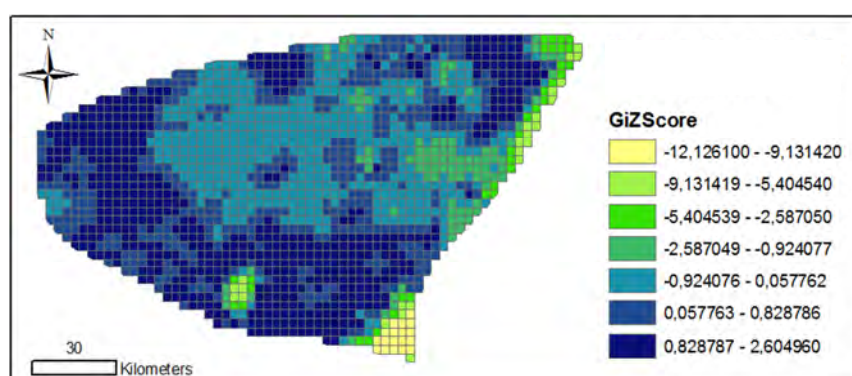 N
GiZScore
-12,126100 - -9,131420
-9,131419 - -5,404540
-5,404539 - -2,587050
-2,587049 - -0,924077
-0,924076 - 0,057762
0,057763 - 0,828786
0,828787 - 2,604960
30
Kilometers